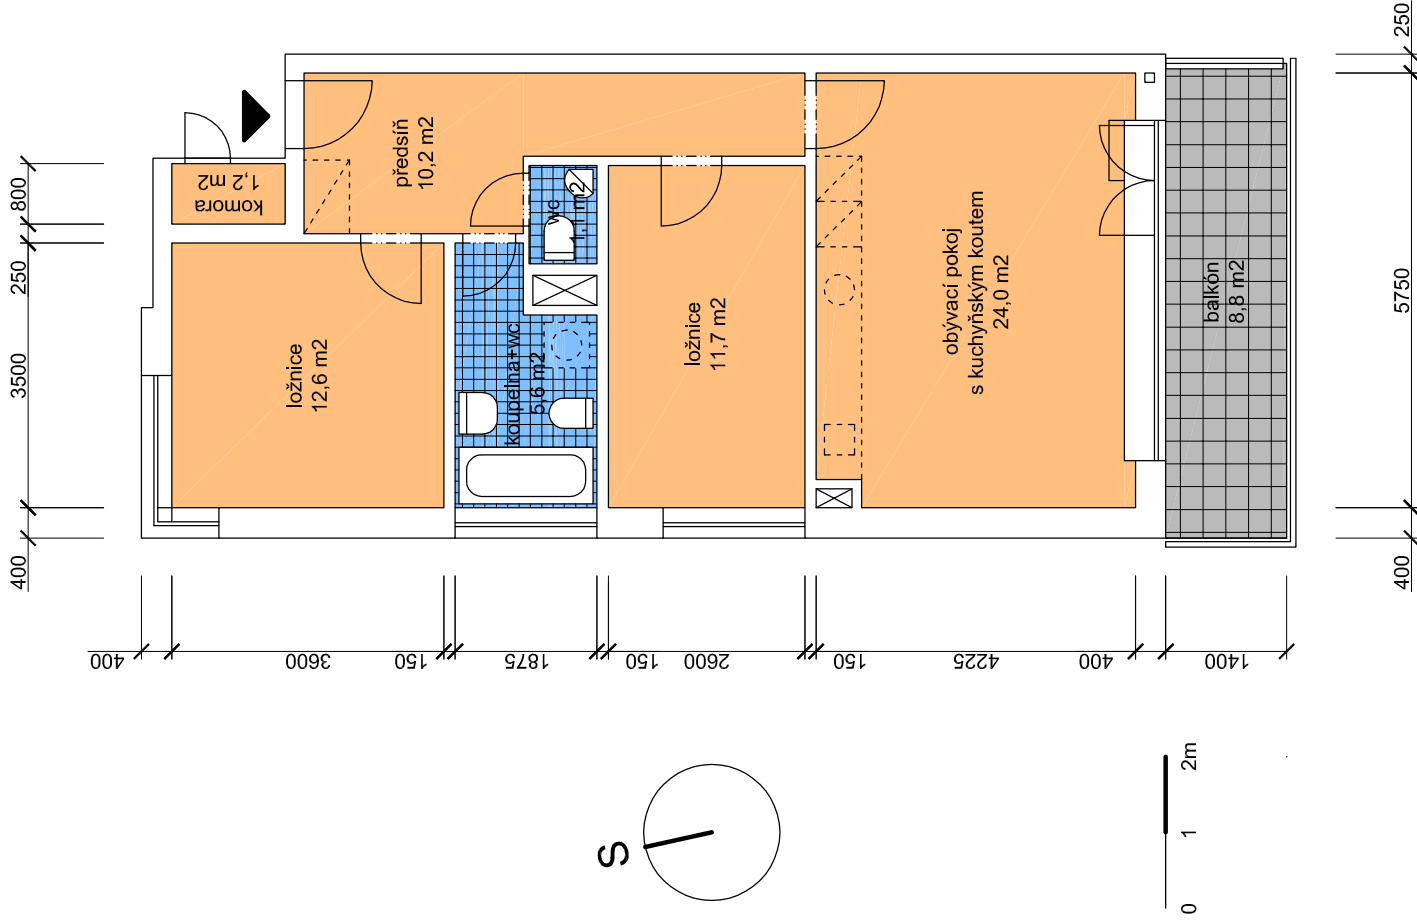 komora
1,2 m2
předsíň
10,2 m2
wc
1,1 m2
ložnice
12,6 m2
koupelna+wc
5,6 m2
ložnice
11,7 m2
obývací pokoj
s kuchyňským koutem
24,0 m2
balkón
8,8 m2
800
250
3500
400
250
5750
400
400
3600
150
1875
150
2600
150
4225
400
1400
S
0
1
2m